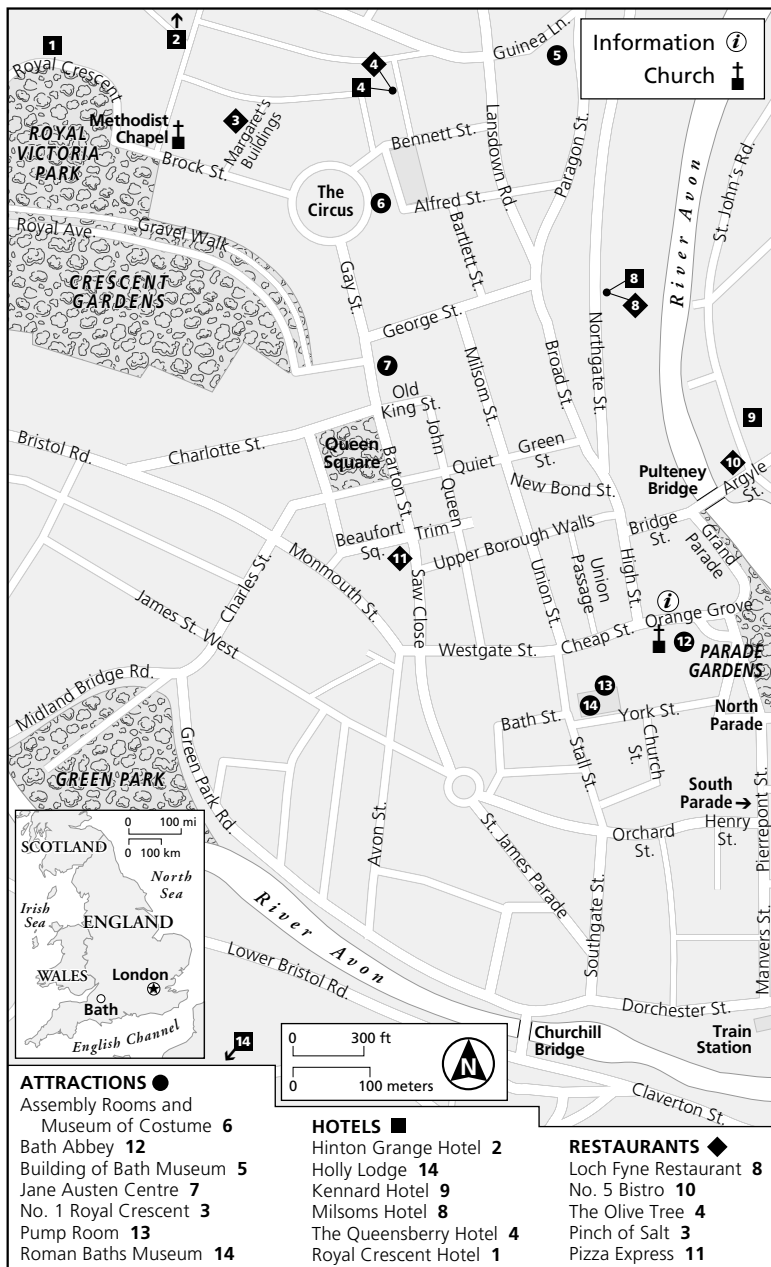 Information i
Church
1
2
Royal Crescent
ROYAL
VICTORIA
PARK
Methodist
Chapel
3
Margaret's
Buildings
Brock St.
4
4
Guinea Ln.
5
Lansdown Rd.
Paragon St.
Bennett St.
The
Circus
6
Alfred St.
Bartlett St.
River Avon
St. John's Rd.
Royal Ave.
Gravel Walk
CRESCENT
GARDENS
Gay St.
George St.
8
8
Northgate St.
7
Milsom St.
Broad St.
Old
King St.
John
Queen
9
Bristol Rd.
Charlotte St.
Queen
Square
Barton St.
Quiet
Green
St.
New Bond St.
Pulteney
Bridge
10
Argyle
St.
Beaufort
Sq.
Trim
11
Upper Borough Walls
Bridge
St.
Grand
Parade
Charles St.
Monmouth St.
Saw Close
Union St.
Union
Passage
High St.
i
Orange Grove
James St. West
Westgate St.
Cheap St.
12
PARADE
GARDENS
Midland Bridge Rd.
13
14
Bath St.
York St.
North
Parade
Stall St.
Church
St.
GREEN PARK
Green Park Rd.
South
Parade
Henry
St.
Pierrepont St.
Avon St.
St. James Parade
Orchard
St.
Southgate St.
Manvers St.
0 100 mi
0 100 km
SCOTLAND
North
Sea
Irish
Sea
ENGLAND
WALES
London
Bath
English Channel
River Avon
Lower Bristol Rd.
Dorchester St.
14
0 300 ft
0 100 meters
N
Churchill
Bridge
Train
Station
Claverton St.
ATTRACTIONS
Assembly Rooms and
Museum of Costume 6
Bath Abbey 12
Building of Bath Museum 5
Jane Austen Centre 7
No. 1 Royal Crescent 3
Pump Room 13
Roman Baths Museum 14
HOTELS
Hinton Grange Hotel 2
Holly Lodge 14
Kennard Hotel 9
Milsoms Hotel 8
The Queensberry Hotel 4
Royal Crescent Hotel 1
RESTAURANTS
Loch Fyne Restaurant 8
No. 5 Bistro 10
The Olive Tree 4
Pinch of Salt 3
Pizza Express 11